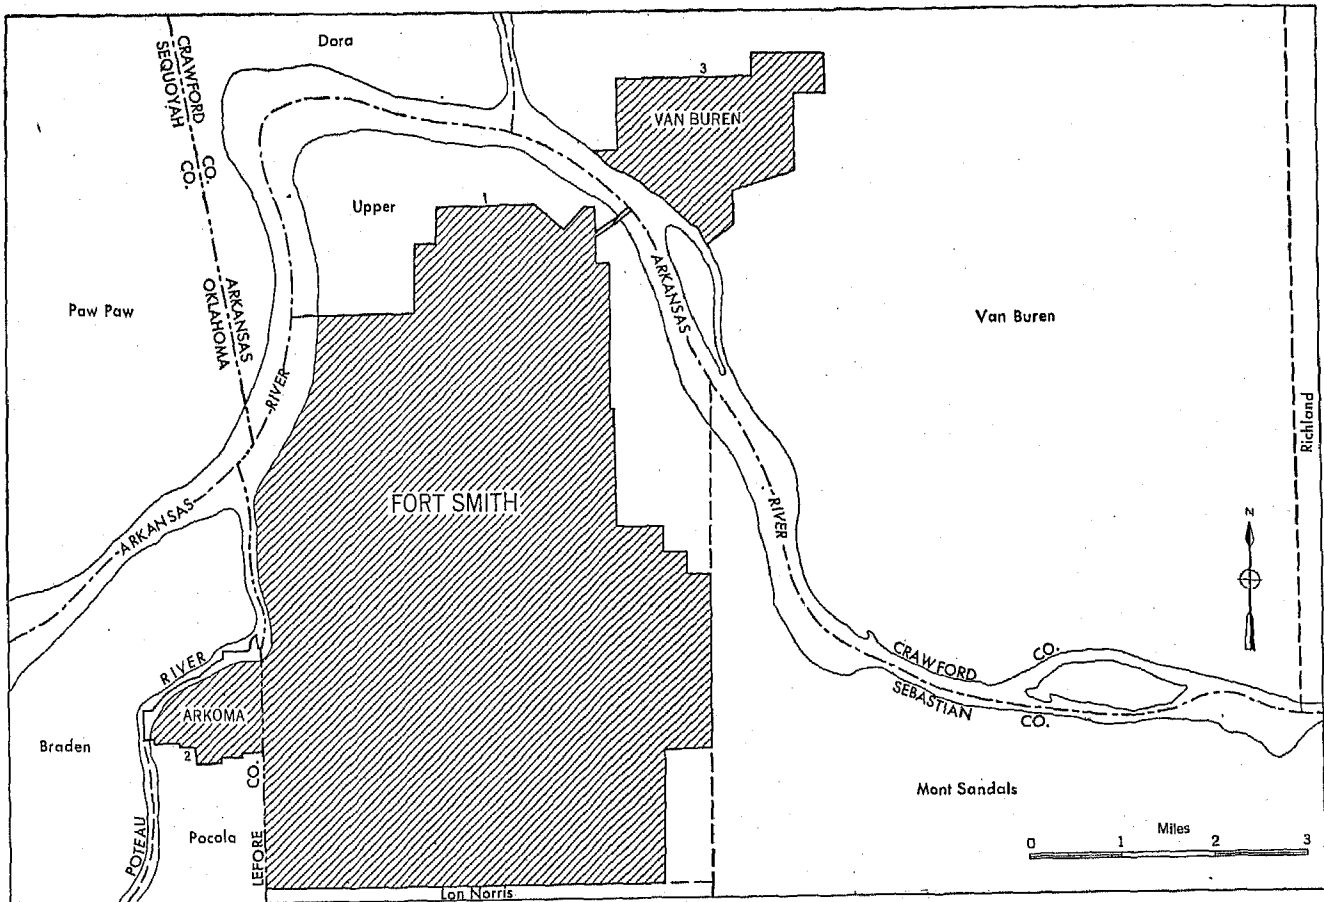 Dora
CRAWFORD CO.
SEQUOYAH CO.
3
VAN BUREN
1
Upper
ARKANSAS
OKLAHOMA
Paw Paw
ARKANSAS
Van Buren
RIVER
Richland
FORT SMITH
ARKANSAS
RIVER
N
RIVER
CRAWFORD CO.
SEBASTIAN CO.
ARKOMA
Braden
2
Mont Sandals
Miles
0 1 2 3
Pocola
POTEAU
LEFORE CO.
Lon Norris